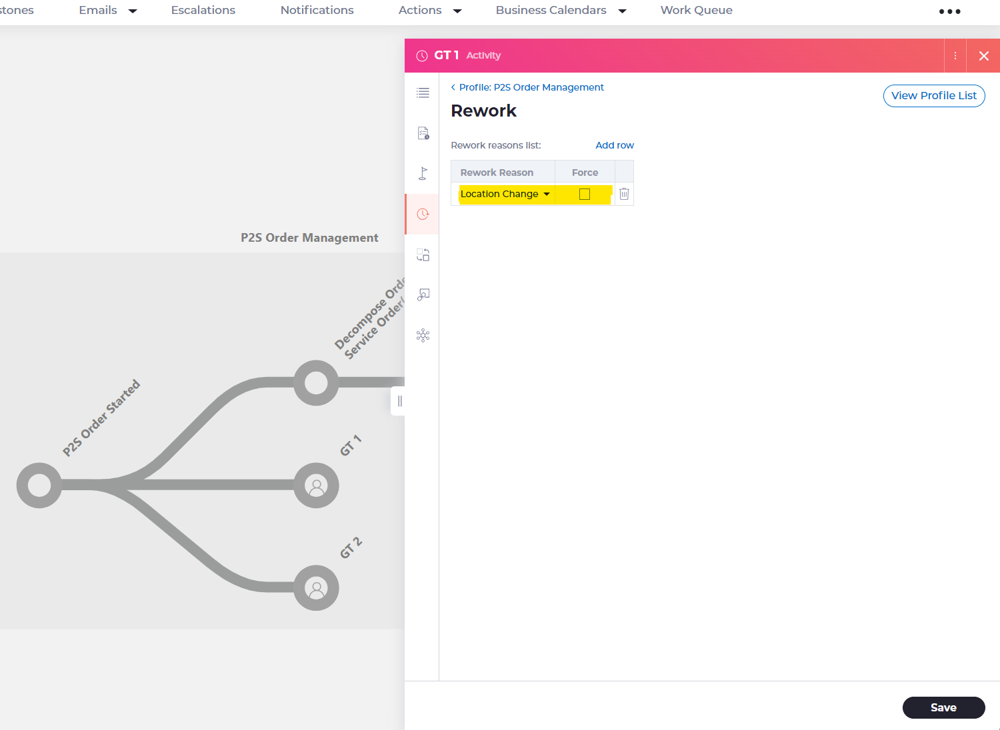 stones Emails Escalations Notifications Actions Business Calendars Work Queue
GT 1 Activity
Profile: P2S Order Management
View Profile List
Rework
Rework reasons list: Add row
Rework Reason Force
Location Change
P2S Order Management
Decompose Orde
Service Order(
P2S Order Started
GT 1
GT 2
Save